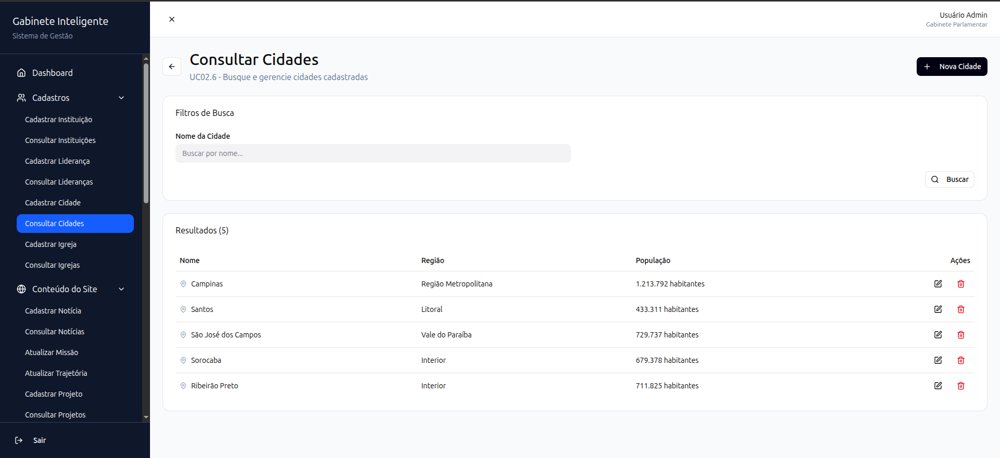 Gabinete Inteligente
Sistema de Gestão
Dashboard
Cadastros
Cadastrar Instituição
Consultar Instituições
Cadastrar Liderança
Consultar Lideranças
Cadastrar Cidade
Consultar Cidades
Cadastrar Igreja
Consultar Igrejas
Conteúdo do Site
Cadastrar Notícia
Consultar Notícias
Atualizar Missão
Atualizar Trajetória
Cadastrar Projeto
Consultar Projetos
Sair
Usuário Admin
Gabinete Parlamentar
Consultar Cidades
UC02.6 - Busque e gerencie cidades cadastradas
Nova Cidade
Filtros de Busca
Nome da Cidade
Buscar por nome...
Buscar
Resultados (5)
Nome Região População Ações
Campinas Região Metropolitana 1.213.792 habitantes
Santos Litoral 433.311 habitantes
São José dos Campos Vale do Paraíba 729.737 habitantes
Sorocaba Interior 679.378 habitantes
Ribeirão Preto Interior 711.825 habitantes